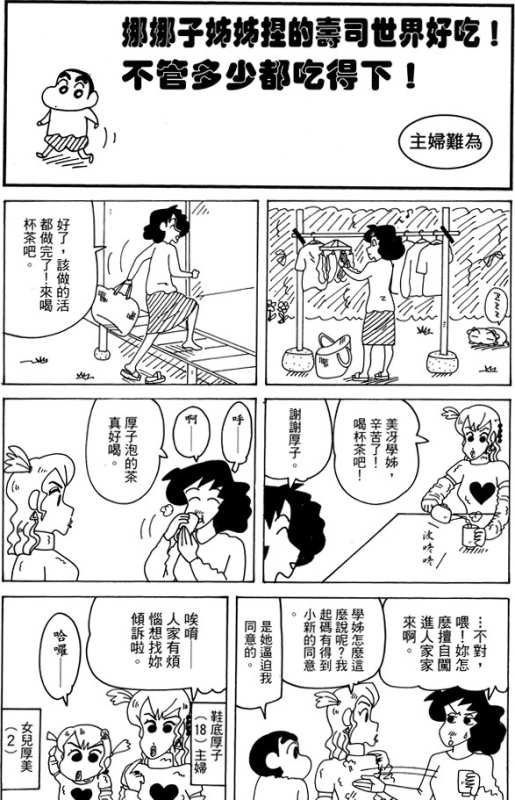 挪挪子姊姊捏的壽司世界好吃！
不管多少都吃得下！
主婦難為
ZZZ
好了，該做的活
都做完了！來喝
杯茶吧。
美冴學姊，
辛苦了！
喝杯茶吧！
謝謝厚子。
呼——
啊——
厚子泡的茶
真好喝。
…不對，
喂！妳怎
麼擅自闖
進人家家
來啊。
學姊怎麼這
麼說呢？我
起碼有得到
小新的同意
。
是她逼迫我
同意的。
唉唷——
人家有煩
惱想找妳
傾訴啦。
鞋底厚子
（18）主婦
哈囉——
女兒厚美
（2）